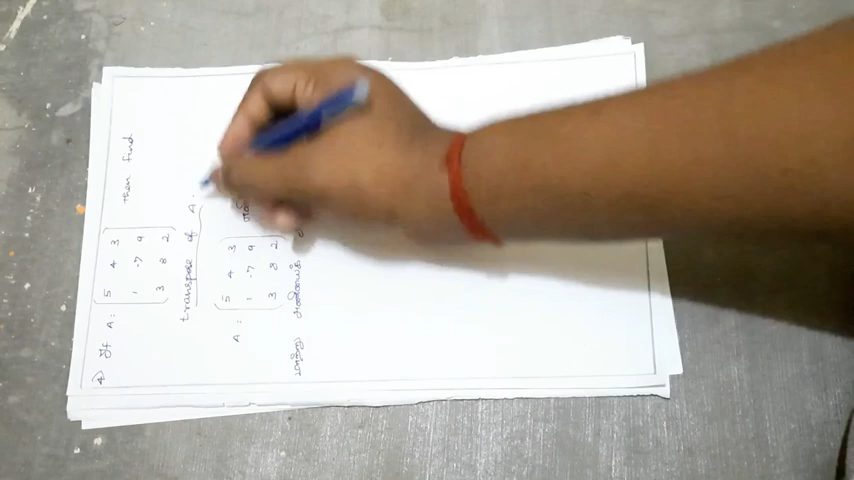 4) If A = [ 5 4 3
1 -7 9
3 8 2 ] then find
transpose of A.
A = [ 5 4 3
1 -7 9
3 8 2 ]